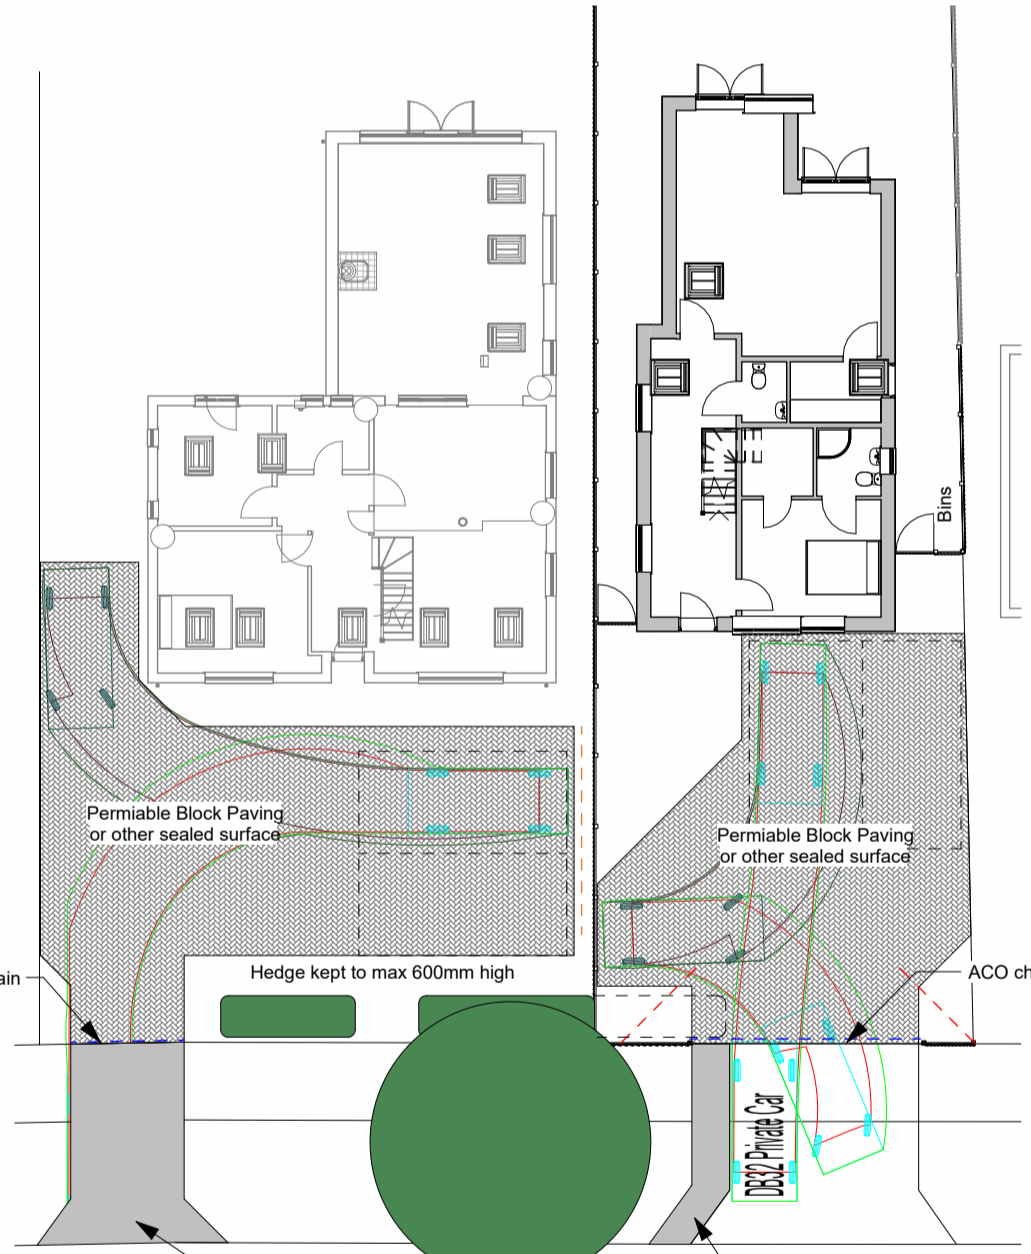 Bins
Permiable Block Paving
or other sealed surface
Permiable Block Paving
or other sealed surface
ain
Hedge kept to max 600mm high
ACO ch
DB32 Private Car